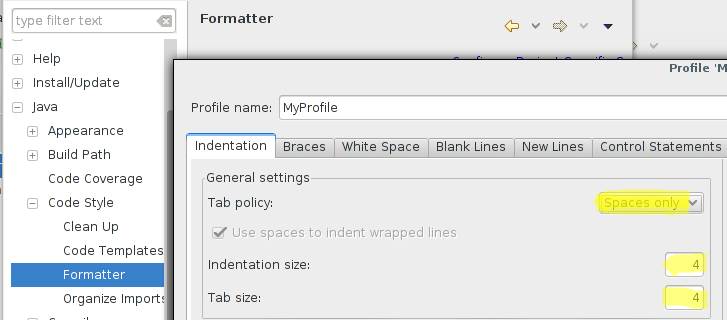 type filter text
Formatter
Help
Install/Update
Java
Appearance
Build Path
Code Coverage
Code Style
Clean Up
Code Templates
Formatter
Organize Imports
Profile 'M
Profile name: MyProfile
Indentation Braces White Space Blank Lines New Lines Control Statements
General settings
Tab policy: Spaces only
Use spaces to indent wrapped lines
Indentation size: 4
Tab size: 4